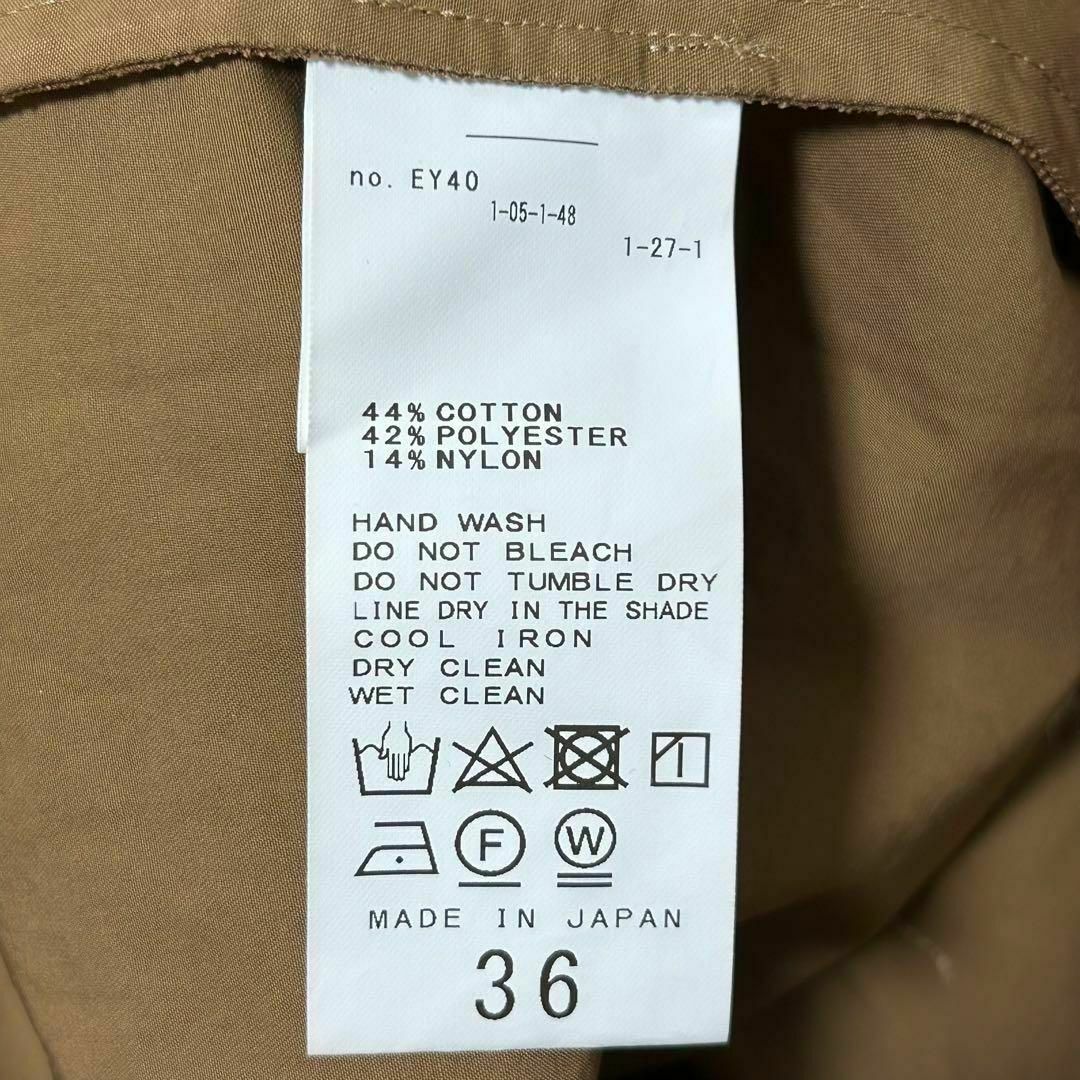 no. EY40
1-05-1-48
1-27-1
44% COTTON
42% POLYESTER
14% NYLON
HAND WASH
DO NOT BLEACH
DO NOT TUMBLE DRY
LINE DRY IN THE SHADE
COOL IRON
DRY CLEAN
WET CLEAN
F W
MADE IN JAPAN
36